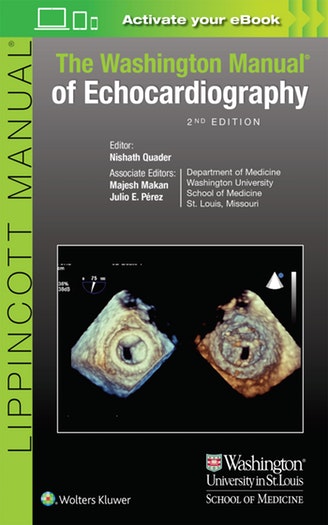 Activate your eBook
LIPPINCOTT MANUAL®
The Washington Manual®
of Echocardiography
2ND EDITION
Editor:
Nishath Quader
Associate Editors:
Majesh Makan
Julio E. Pérez
Department of Medicine
Washington University
School of Medicine
St. Louis, Missouri
75
Wolters Kluwer
Washington®
University in St. Louis
SCHOOL OF MEDICINE